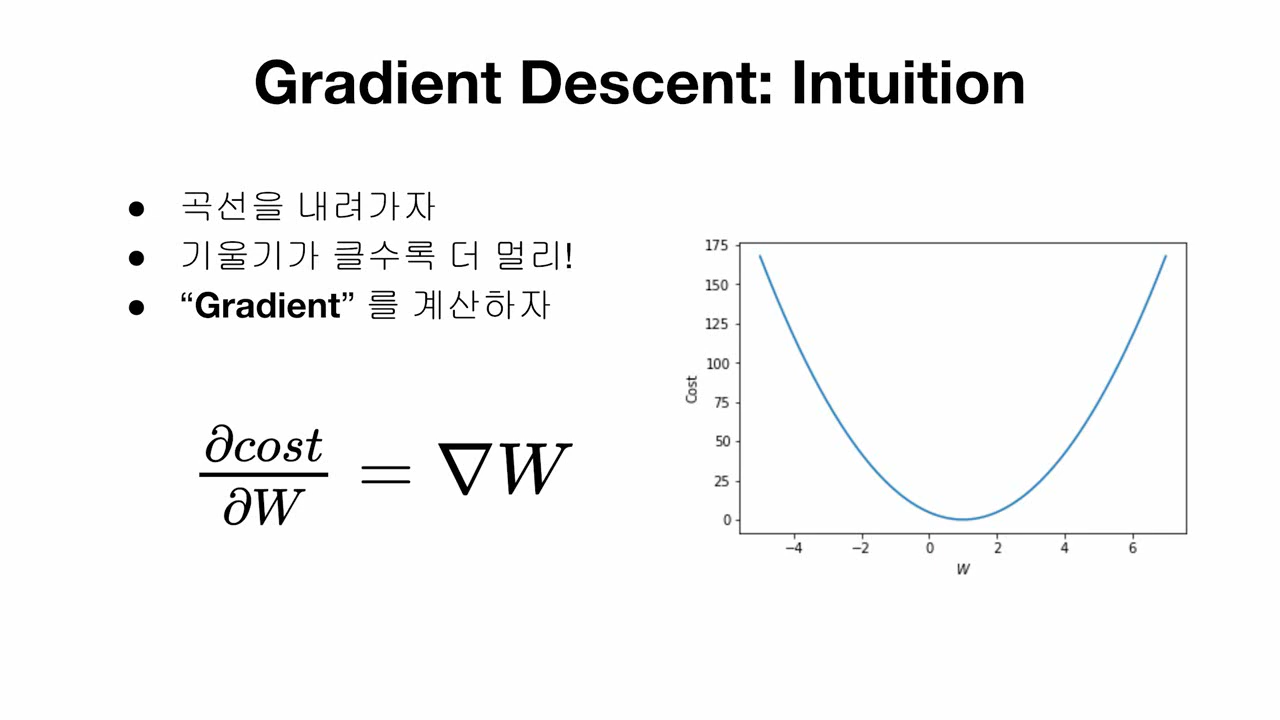 Gradient Descent: Intuition
● 곡선을 내려가자
● 기울기가 클수록 더 멀리!
● “Gradient” 를 계산하자
∂cost/∂W = ∇W
175
150
125
100
75
50
25
0
Cost
−4 −2 0 2 4 6
W